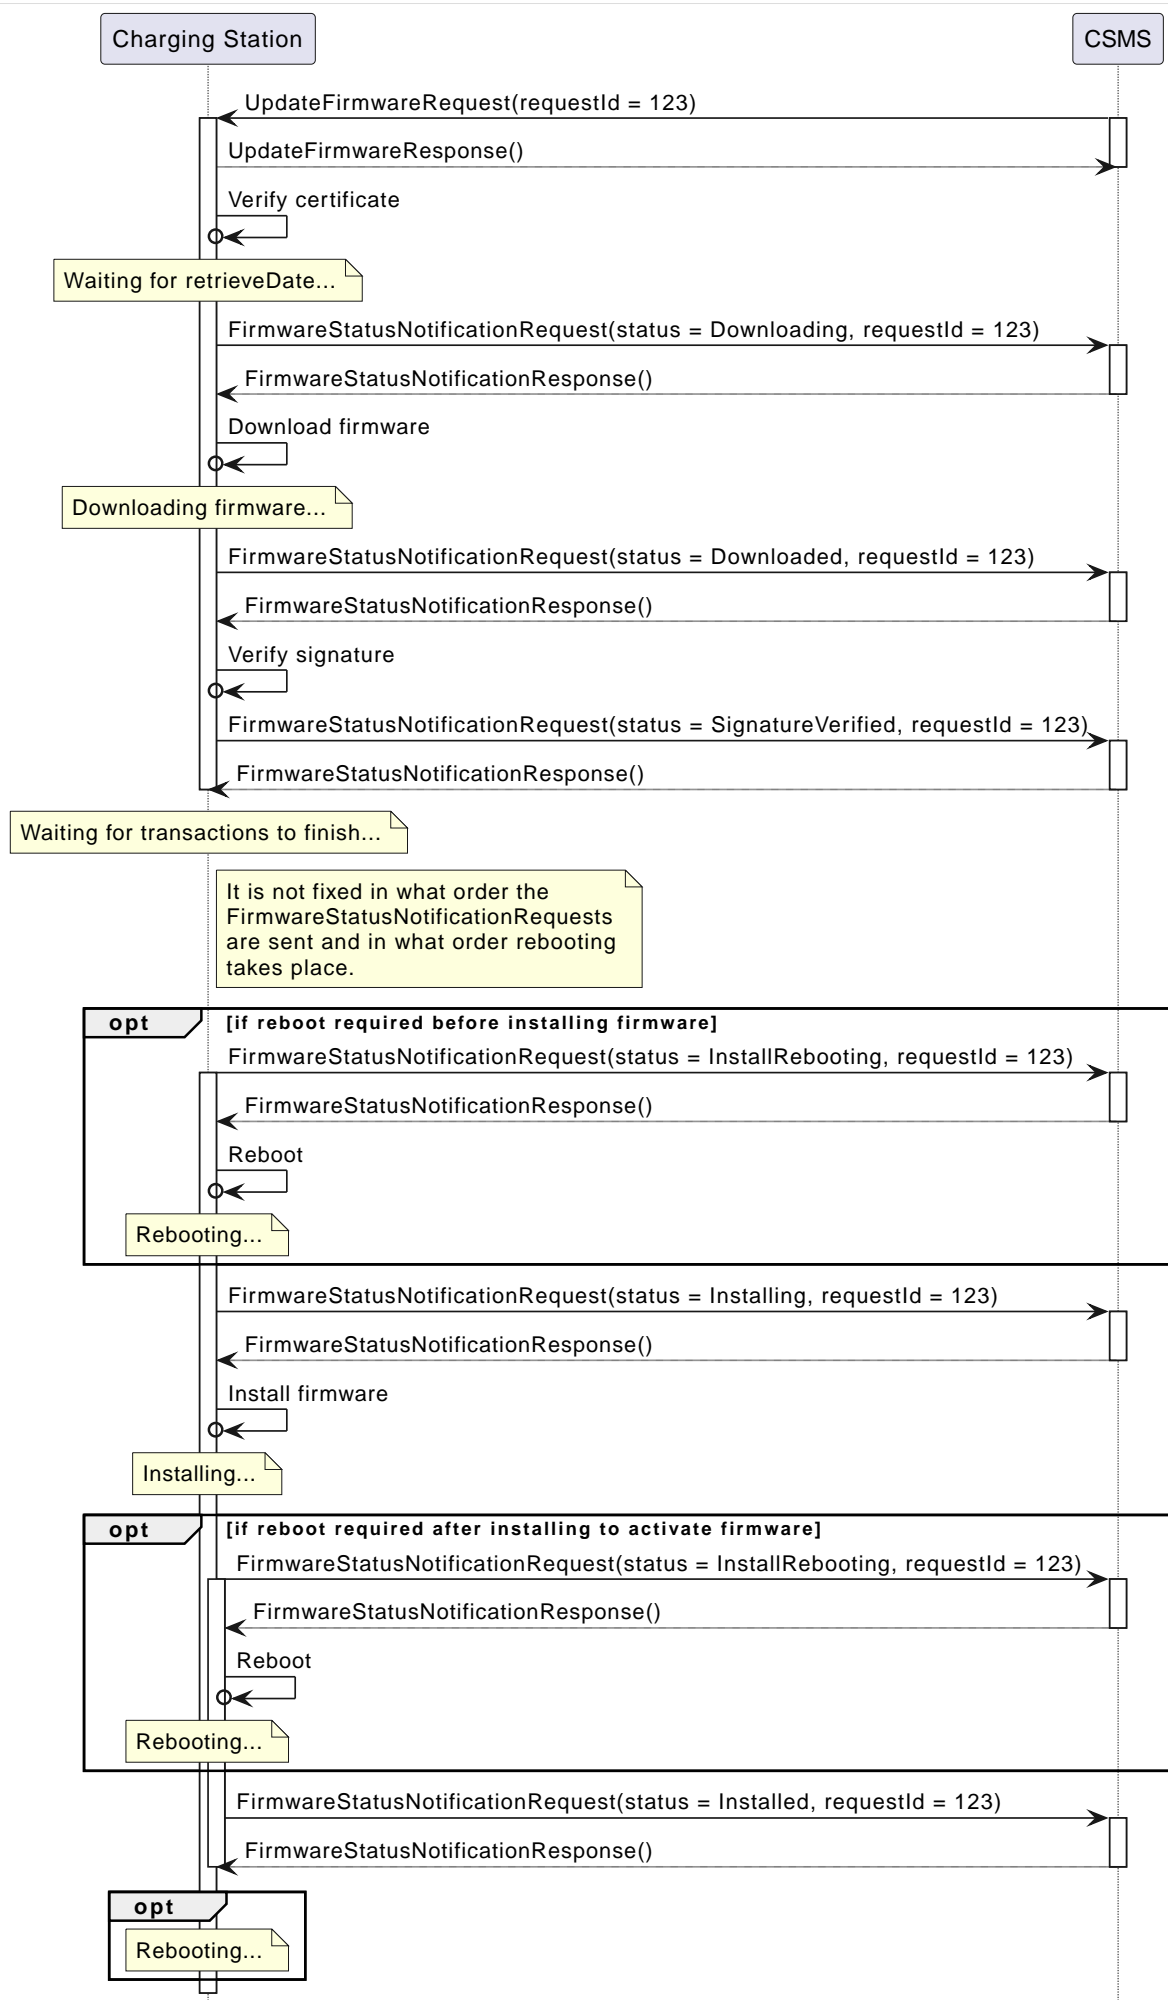 Charging Station
CSMS
UpdateFirmwareRequest(requestId = 123)
UpdateFirmwareResponse()
Verify certificate
Waiting for retrieveDate...
FirmwareStatusNotificationRequest(status = Downloading, requestId = 123)
FirmwareStatusNotificationResponse()
Download firmware
Downloading firmware...
FirmwareStatusNotificationRequest(status = Downloaded, requestId = 123)
FirmwareStatusNotificationResponse()
Verify signature
FirmwareStatusNotificationRequest(status = SignatureVerified, requestId = 123)
FirmwareStatusNotificationResponse()
Waiting for transactions to finish...
It is not fixed in what order the
FirmwareStatusNotificationRequests
are sent and in what order rebooting
takes place.
opt [if reboot required before installing firmware]
FirmwareStatusNotificationRequest(status = InstallRebooting, requestId = 123)
FirmwareStatusNotificationResponse()
Reboot
Rebooting...
FirmwareStatusNotificationRequest(status = Installing, requestId = 123)
FirmwareStatusNotificationResponse()
Install firmware
Installing...
opt [if reboot required after installing to activate firmware]
FirmwareStatusNotificationRequest(status = InstallRebooting, requestId = 123)
FirmwareStatusNotificationResponse()
Reboot
Rebooting...
FirmwareStatusNotificationRequest(status = Installed, requestId = 123)
FirmwareStatusNotificationResponse()
opt
Rebooting...